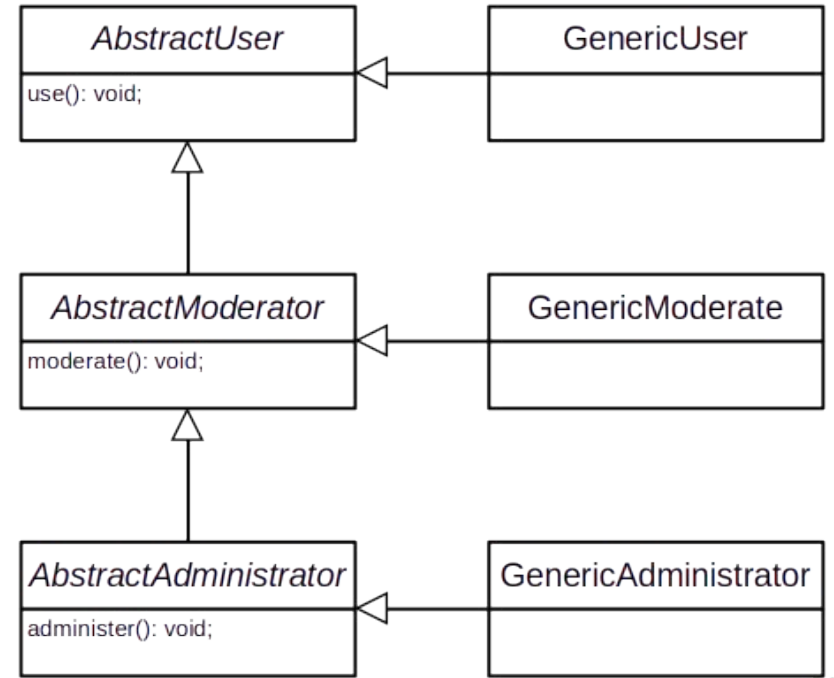 AbstractUser
use(): void;
GenericUser
AbstractModerator
moderate(): void;
GenericModerate
AbstractAdministrator
administer(): void;
GenericAdministrator